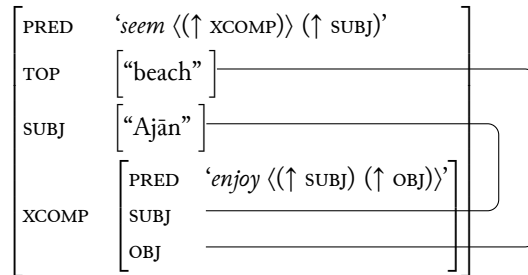 PRED ‘seem ⟨(↑ XCOMP)⟩ (↑ SUBJ)’
TOP [“beach”]
SUBJ [“Ajān”]
PRED ‘enjoy ⟨(↑ SUBJ) (↑ OBJ)⟩’
XCOMP SUBJ
OBJ